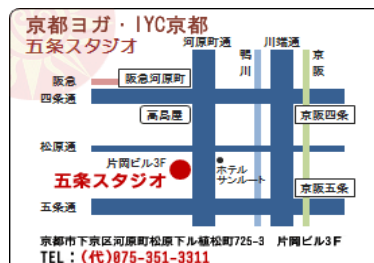 京都ヨガ・IYC京都
五条スタジオ
河原町通
川端通
鴨川
京阪
阪急
阪急河原町
四条通
高島屋
京阪四条
松原通
片岡ビル3F
五条スタジオ
ホテル
サンルート
京阪五条
五条通
京都市下京区河原町松原下ル植松町725-3 片岡ビル3F
TEL：(代)075-351-3311